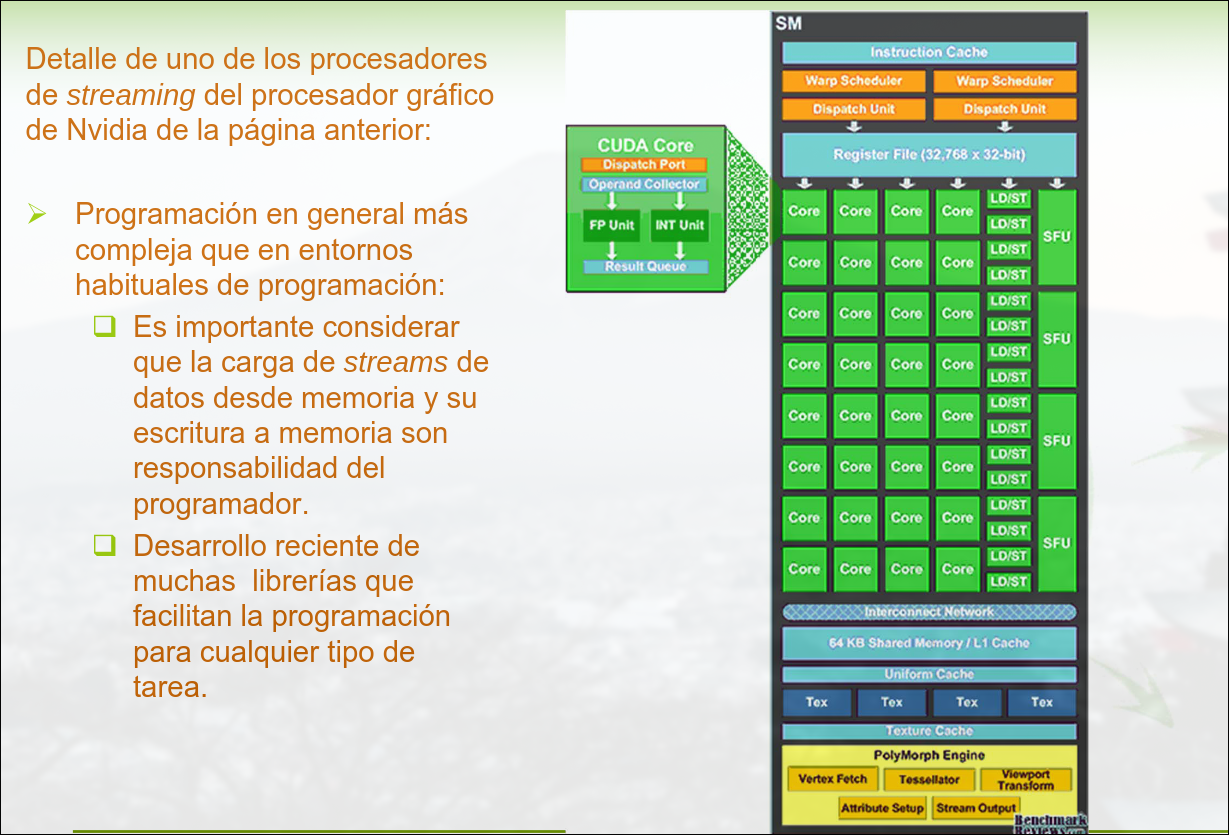 Detalle de uno de los procesadores
de streaming del procesador gráfico
de Nvidia de la página anterior:
Programación en general más
compleja que en entornos
habituales de programación:
Es importante considerar
que la carga de streams de
datos desde memoria y su
escritura a memoria son
responsabilidad del
programador.
Desarrollo reciente de
muchas librerías que
facilitan la programación
para cualquier tipo de
tarea.
CUDA Core
Dispatch Port
Operand Collector
FP Unit INT Unit
Result Queue
SM
Instruction Cache
Warp Scheduler Warp Scheduler
Dispatch Unit Dispatch Unit
Register File (32,768 x 32-bit)
LD/ST
Core Core Core Core
LD/ST
SFU
LD/ST
Core Core Core Core
LD/ST
LD/ST
Core Core Core Core
LD/ST
SFU
LD/ST
Core Core Core Core
LD/ST
LD/ST
Core Core Core Core
LD/ST
SFU
LD/ST
Core Core Core Core
LD/ST
LD/ST
Core Core Core Core
LD/ST
SFU
LD/ST
Core Core Core Core
LD/ST
Interconnect Network
64 KB Shared Memory / L1 Cache
Uniform Cache
Tex Tex Tex Tex
Texture Cache
PolyMorph Engine
Vertex Fetch Tessellator Viewport Transform
Attribute Setup Stream Output
Benchmark
Reviews.com